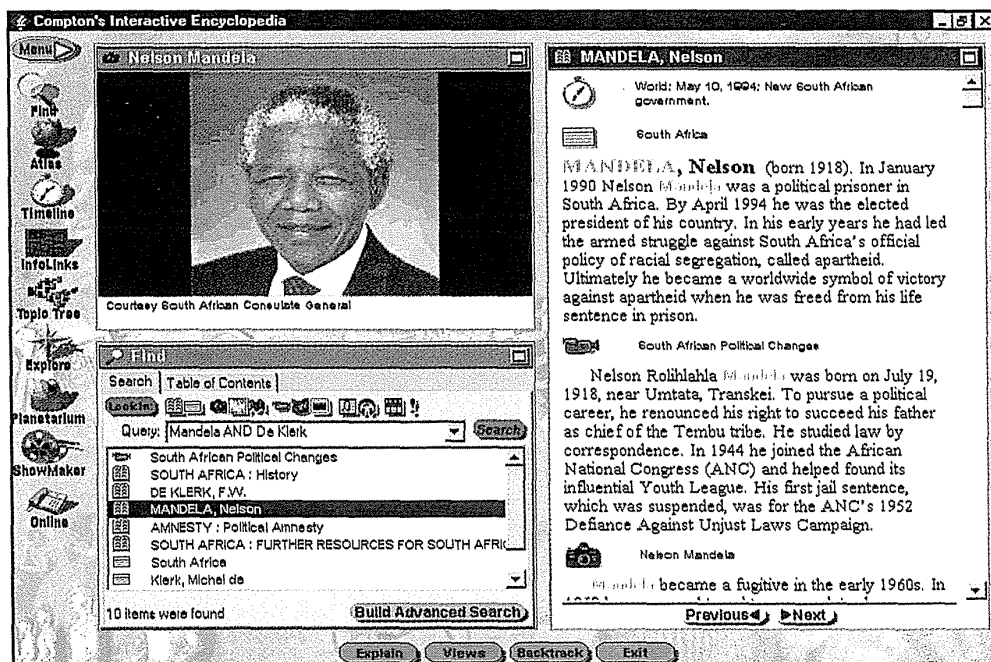 Compton's Interactive Encyclopedia
Menu
Find
Atlas
Timeline
InfoLinks
Topic Tree
Explore
Planetarium
ShowMaker
Online
Nelson Mandela
Courtesy South African Consulate General
Find
Search
Table of Contents
Look In:
Query: Mandela AND De Klerk
Search
South African Political Changes
SOUTH AFRICA : History
DE KLERK, F.W.
MANDELA, Nelson
AMNESTY : Political Amnesty
SOUTH AFRICA : FURTHER RESOURCES FOR SOUTH AFRIC
South Africa
Klerk, Michel de
10 items were found
Build Advanced Search
MANDELA, Nelson
World: May 10, 1994: New South African
government.
South Africa
MANDELA, Nelson (born 1918). In January
1990 Nelson Mandela was a political prisoner in
South Africa. By April 1994 he was the elected
president of his country. In his early years he had led
the armed struggle against South Africa's official
policy of racial segregation, called apartheid.
Ultimately he became a worldwide symbol of victory
against apartheid when he was freed from his life
sentence in prison.
South African Political Changes
Nelson Rolihlahla Mandela was born on July 19,
1918, near Umtata, Transkei. To pursue a political
career, he renounced his right to succeed his father
as chief of the Tembu tribe. He studied law by
correspondence. In 1944 he joined the African
National Congress (ANC) and helped found its
influential Youth League. His first jail sentence,
which was suspended, was for the ANC's 1952
Defiance Against Unjust Laws Campaign.
Nelson Mandela
Mandela became a fugitive in the early 1960s. In
Previous
Next
Explain
Views
Backtrack
Exit